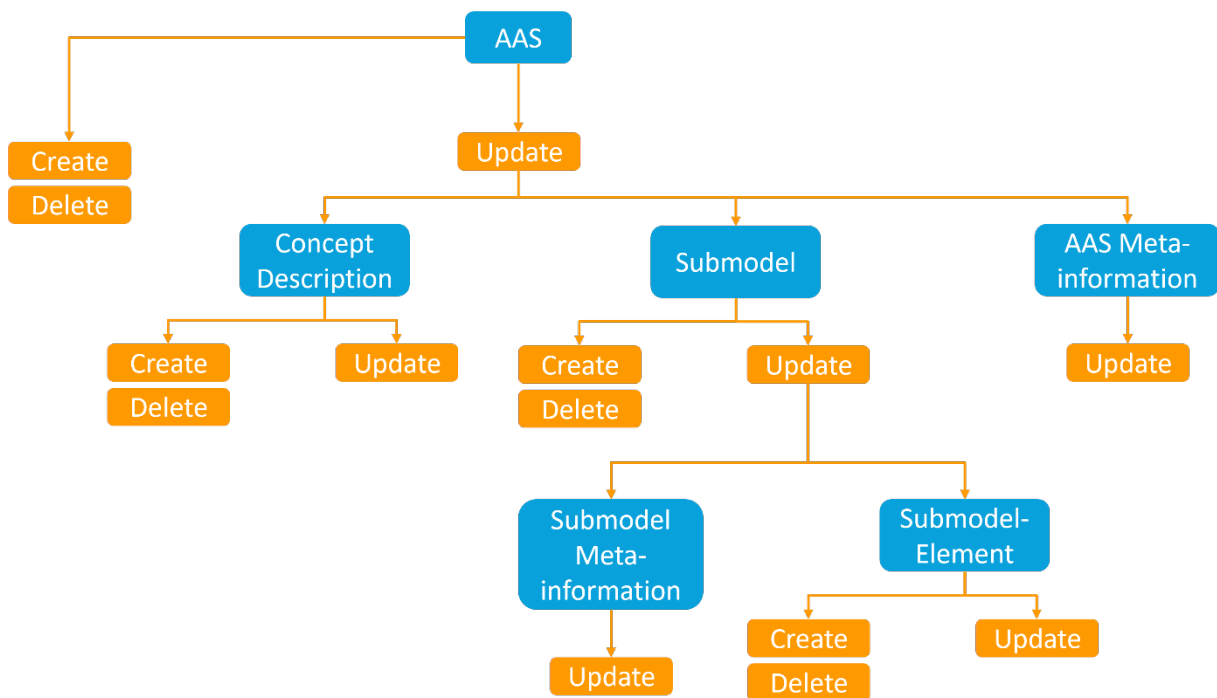 AAS
Create
Update
Delete
Concept
Description
Submodel
AAS Meta-
information
Create
Update
Create
Update
Update
Delete
Delete
Submodel
Meta-
information
Submodel-
Element
Create
Update
Update
Delete